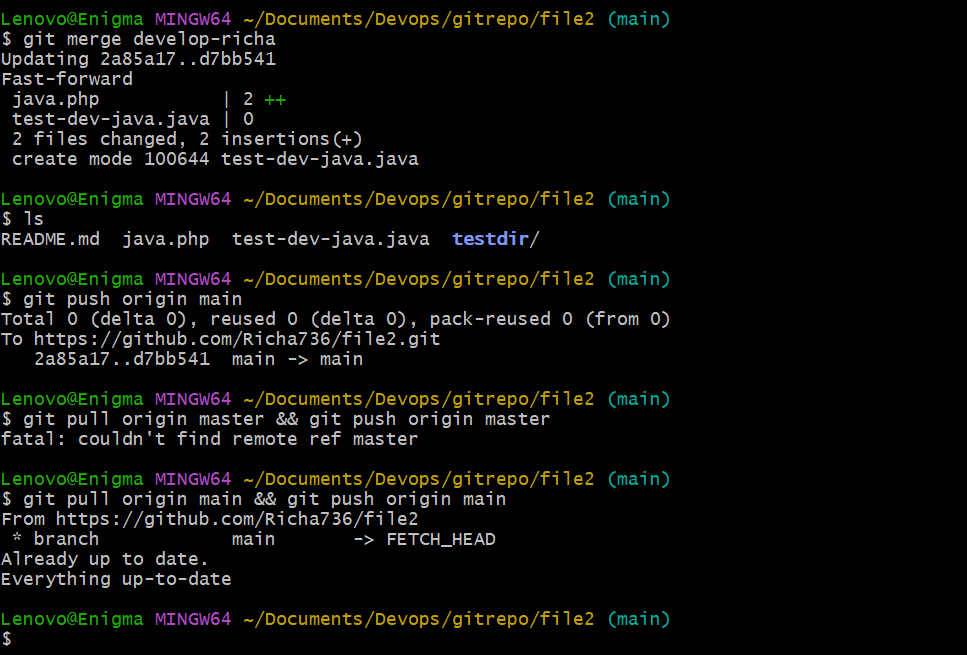 Lenovo@Enigma MINGW64 ~/Documents/Devops/gitrepo/file2 (main)
$ git merge develop-richa
Updating 2a85a17..d7bb541
Fast-forward
 java.php           | 2 ++
 test-dev-java.java | 0
 2 files changed, 2 insertions(+)
 create mode 100644 test-dev-java.java
Lenovo@Enigma MINGW64 ~/Documents/Devops/gitrepo/file2 (main)
$ ls
README.md  java.php  test-dev-java.java  testdir/
Lenovo@Enigma MINGW64 ~/Documents/Devops/gitrepo/file2 (main)
$ git push origin main
Total 0 (delta 0), reused 0 (delta 0), pack-reused 0 (from 0)
To https://github.com/Richa736/file2.git
   2a85a17..d7bb541  main -> main
Lenovo@Enigma MINGW64 ~/Documents/Devops/gitrepo/file2 (main)
$ git pull origin master && git push origin master
fatal: couldn't find remote ref master
Lenovo@Enigma MINGW64 ~/Documents/Devops/gitrepo/file2 (main)
$ git pull origin main && git push origin main
From https://github.com/Richa736/file2
 * branch            main       -> FETCH_HEAD
Already up to date.
Everything up-to-date
Lenovo@Enigma MINGW64 ~/Documents/Devops/gitrepo/file2 (main)
$